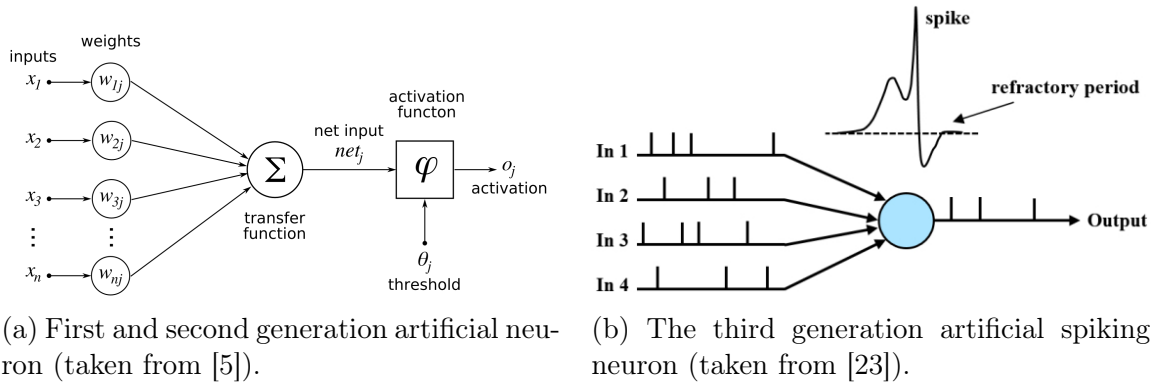 weights
inputs
x1
w1j
x2
w2j
x3
w3j
⋮
⋮
xn
wnj
Σ
transfer
function
net input
netj
activation
functon
φ
oj
activation
θj
threshold
spike
refractory period
In 1
In 2
In 3
In 4
Output
(a) First and second generation artificial neu-
ron (taken from [5]).
(b) The third generation artificial spiking
neuron (taken from [23]).